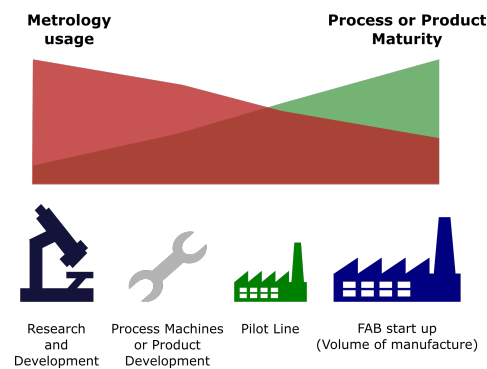 Metrology
usage
Process or Product
Maturity
Research
and
Development
Process Machines
or Product
Development
Pilot Line
FAB start up
(Volume of manufacture)